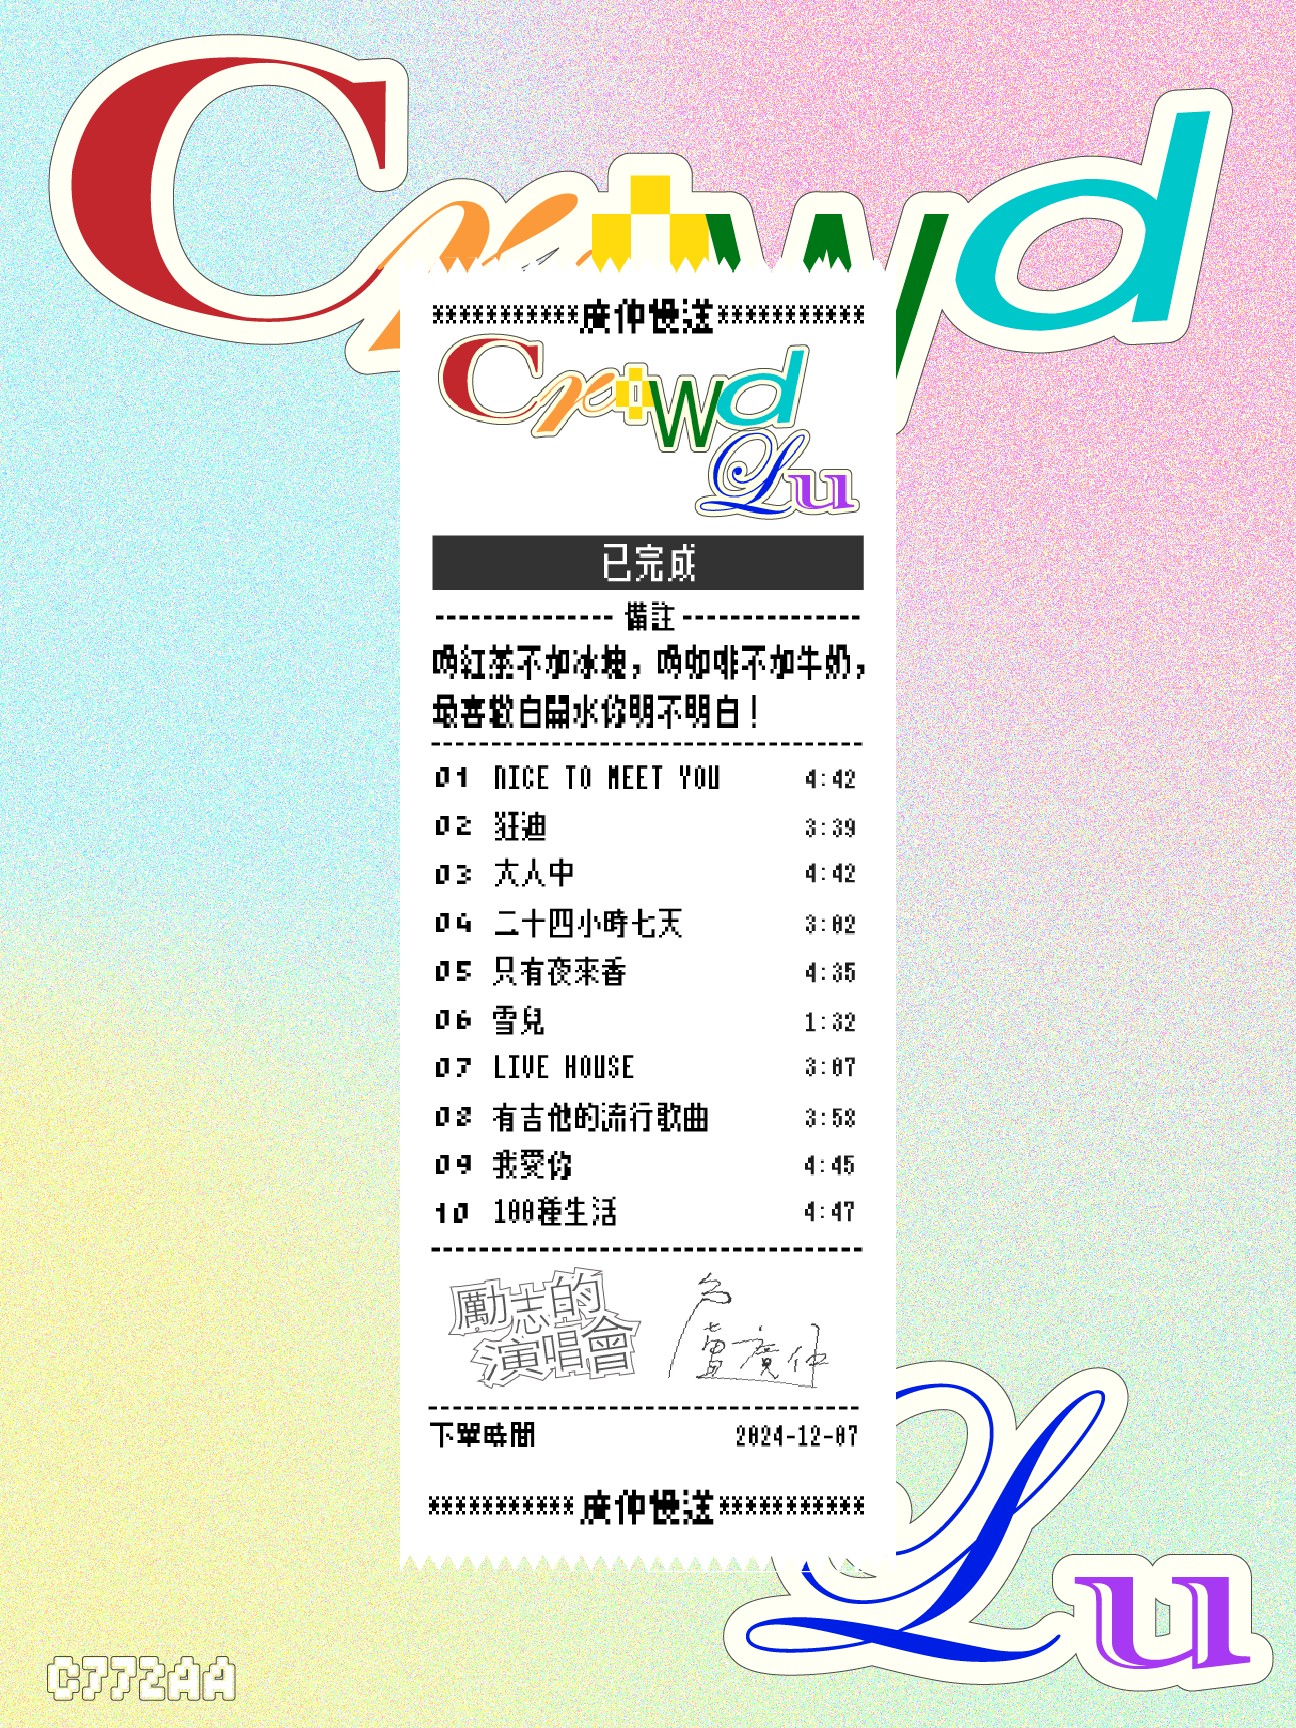 Crowd
***********廣仲慢送***********
Crowd
Lu
已完成
--------------- 備註 ---------------
喝紅茶不加冰塊，喝咖啡不加牛奶，
最喜歡白開水你明不明白！
01 NICE TO MEET YOU 4:42
02 狂迪 3:39
03 大人中 4:42
04 二十四小時七天 3:02
05 只有夜來香 4:35
06 雪兒 1:32
07 LIVE HOUSE 3:07
08 有吉他的流行歌曲 3:58
09 我愛你 4:45
10 100種生活 4:47
勵志的
演唱會
盧廣仲
下單時間 2024-12-07
***********廣仲慢送***********
Lu
C772AA